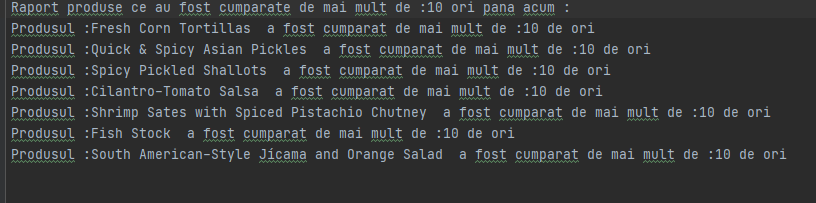 Raport produse ce au fost cumparate de mai mult de :10 ori pana acum :
Produsul :Fresh Corn Tortillas  a fost cumparat de mai mult de :10 de ori
Produsul :Quick & Spicy Asian Pickles  a fost cumparat de mai mult de :10 de ori
Produsul :Spicy Pickled Shallots  a fost cumparat de mai mult de :10 de ori
Produsul :Cilantro-Tomato Salsa  a fost cumparat de mai mult de :10 de ori
Produsul :Shrimp Sates with Spiced Pistachio Chutney  a fost cumparat de mai mult de :10 de ori
Produsul :Fish Stock  a fost cumparat de mai mult de :10 de ori
Produsul :South American-Style Jícama and Orange Salad  a fost cumparat de mai mult de :10 de ori